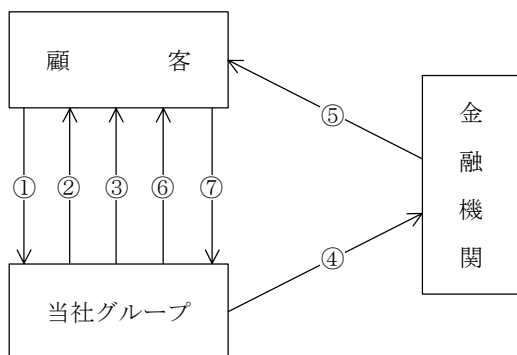 顧 客
⑤
金融機関
① ② ③ ⑥ ⑦
④
当社グループ